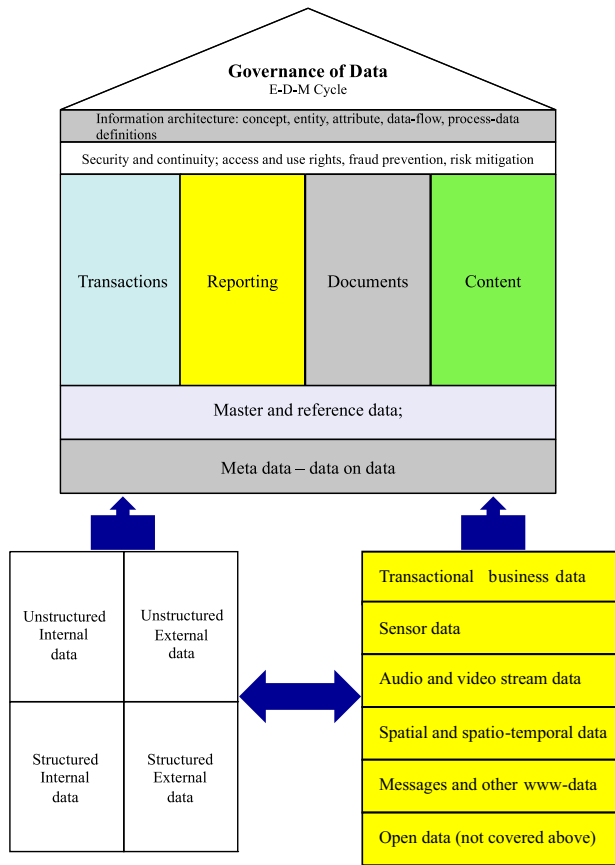 Governance of Data
E-D-M Cycle
Information architecture: concept, entity, attribute, data-flow, process-data
definitions
Security and continuity; access and use rights, fraud prevention, risk mitigation
Transactions
Reporting
Documents
Content
Master and reference data;
Meta data – data on data
Unstructured
Internal
data
Unstructured
External
data
Structured
Internal
data
Structured
External
data
Transactional business data
Sensor data
Audio and video stream data
Spatial and spatio-temporal data
Messages and other www-data
Open data (not covered above)